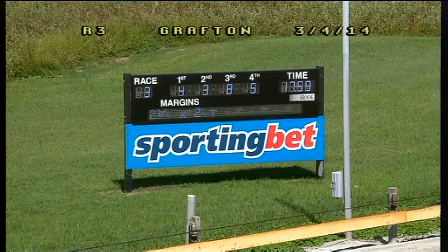 R3 GRAFTON 3/4/14
RACE 1ST 2ND 3RD 4TH TIME
3 4 3 8 5
MARGINS
sportingbet